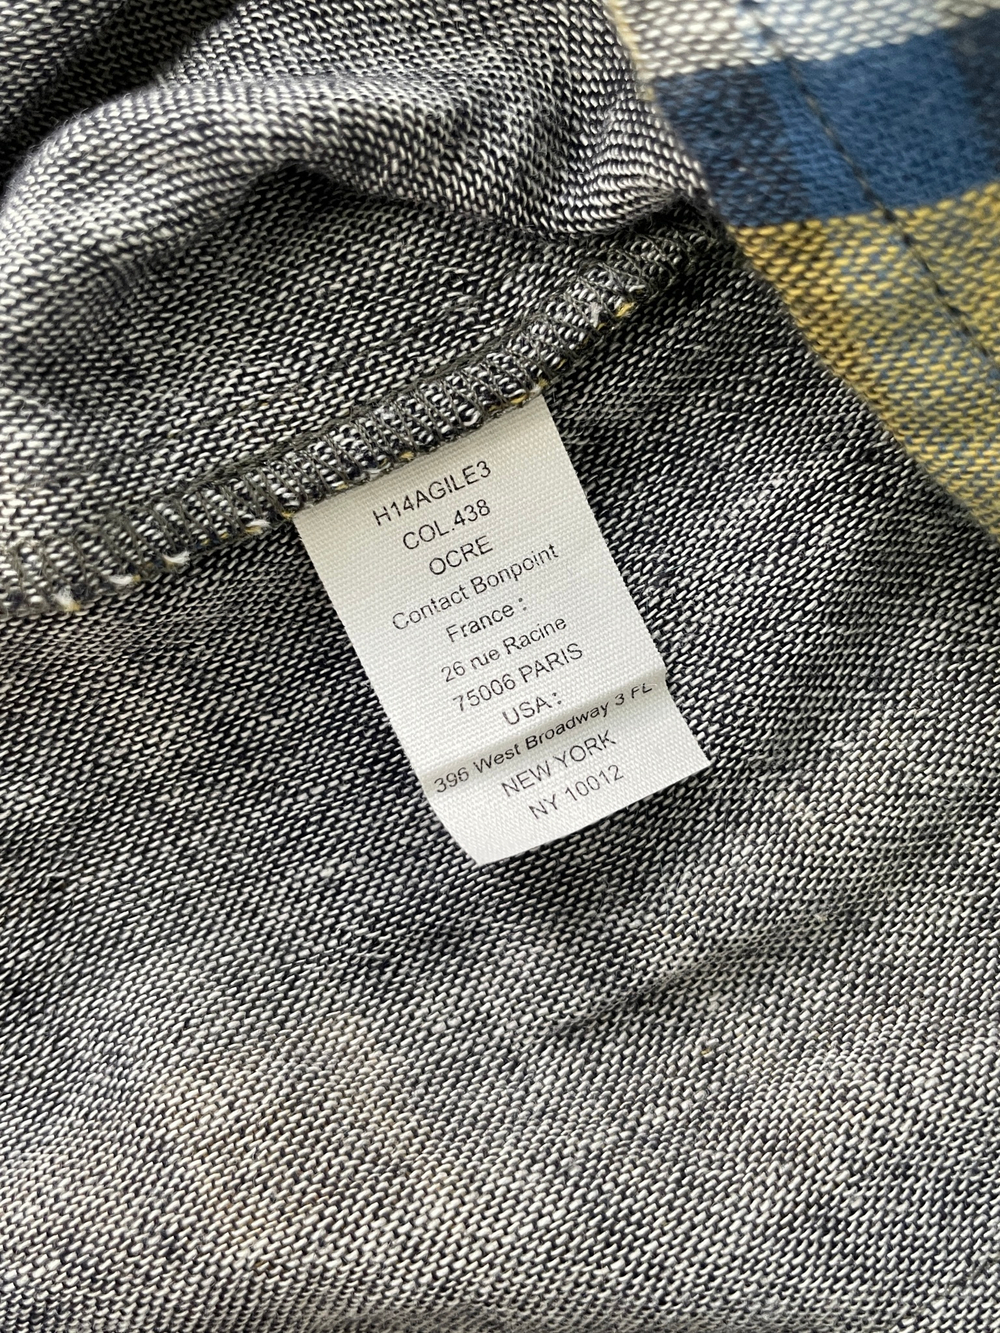 H14AGILE3
COL.438
OCRE
Contact Bonpoint
France :
26 rue Racine
75006 PARIS
USA :
396 West Broadway 3 FL
NEW YORK
NY 10012